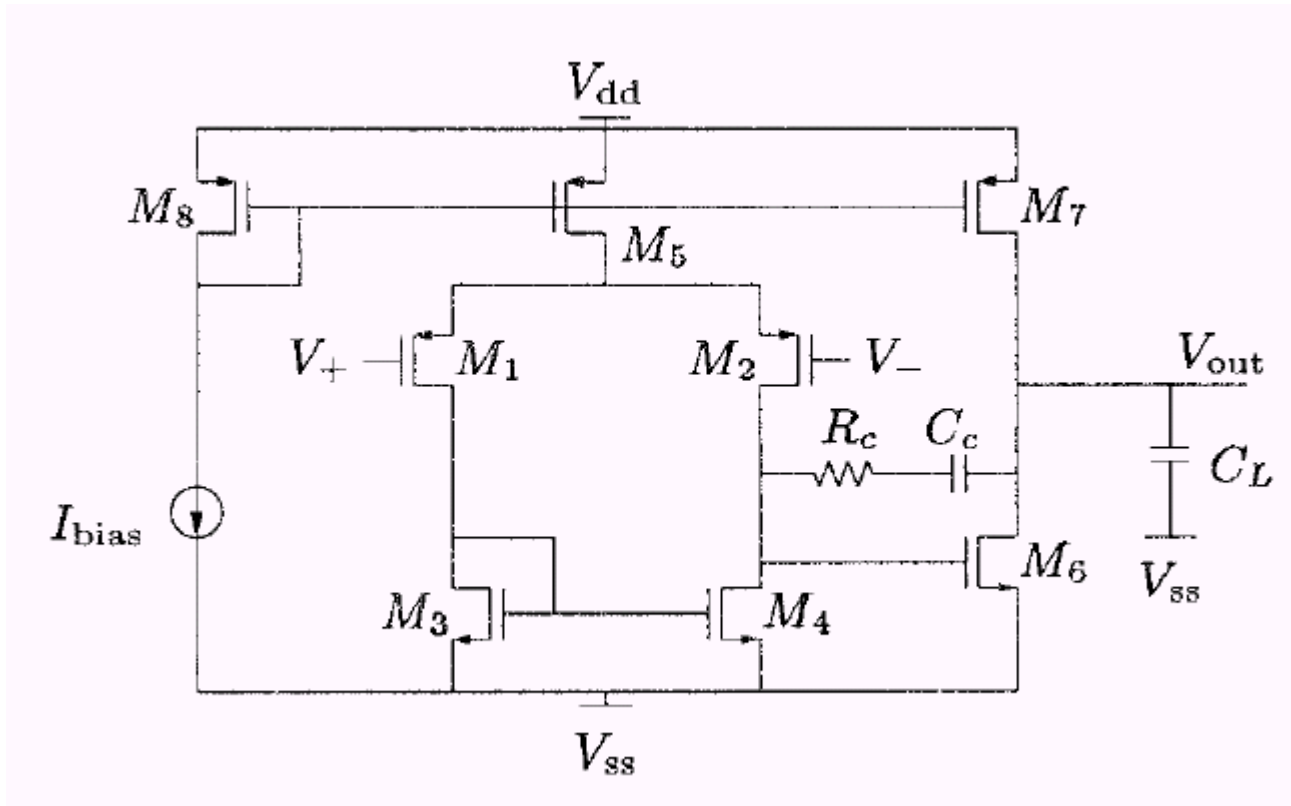 V_dd
M_8
M_5
M_7
V_+
M_1
M_2
V_-
V_out
R_c
C_c
C_L
I_bias
M_3
M_4
M_6
V_ss
V_ss